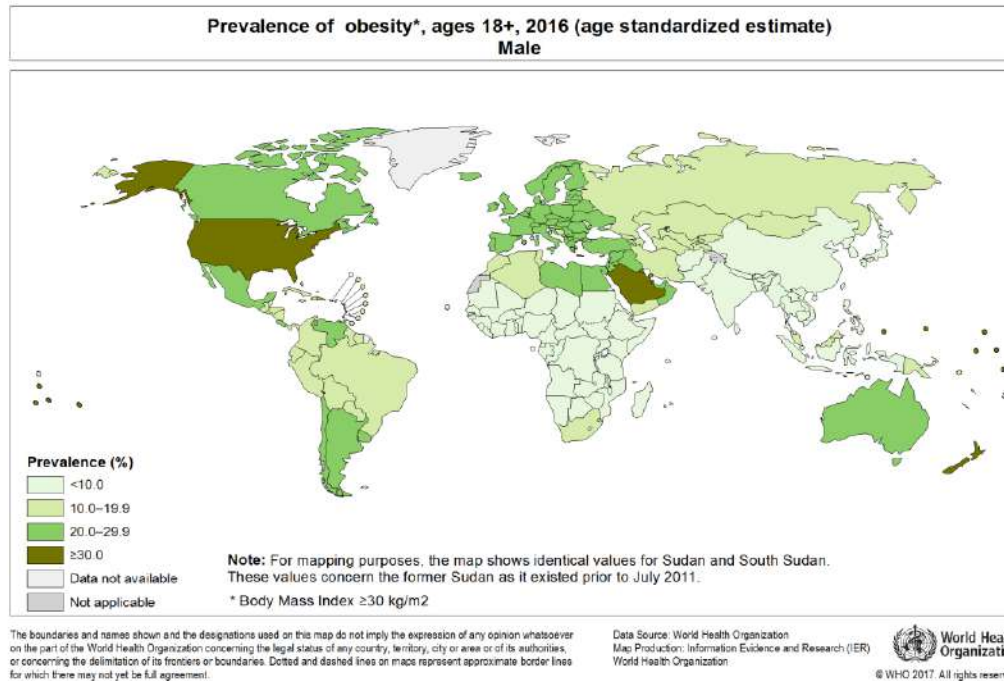 Prevalence of obesity*, ages 18+, 2016 (age standardized estimate)
Male
Prevalence (%)
<10.0
10.0–19.9
20.0–29.9
≥30.0
Data not available
Not applicable
Note: For mapping purposes, the map shows identical values for Sudan and South Sudan.
These values concern the former Sudan as it existed prior to July 2011.
* Body Mass Index ≥30 kg/m2
The boundaries and names shown and the designations used on this map do not imply the expression of any opinion whatsoever
on the part of the World Health Organization concerning the legal status of any country, territory, city or area or of its authorities,
or concerning the delimitation of its frontiers or boundaries. Dotted and dashed lines on maps represent approximate border lines
for which there may not yet be full agreement.
Data Source: World Health Organization
Map Production: Information Evidence and Research (IER)
World Health Organization
World Hea
Organizati
© WHO 2017. All rights reserv